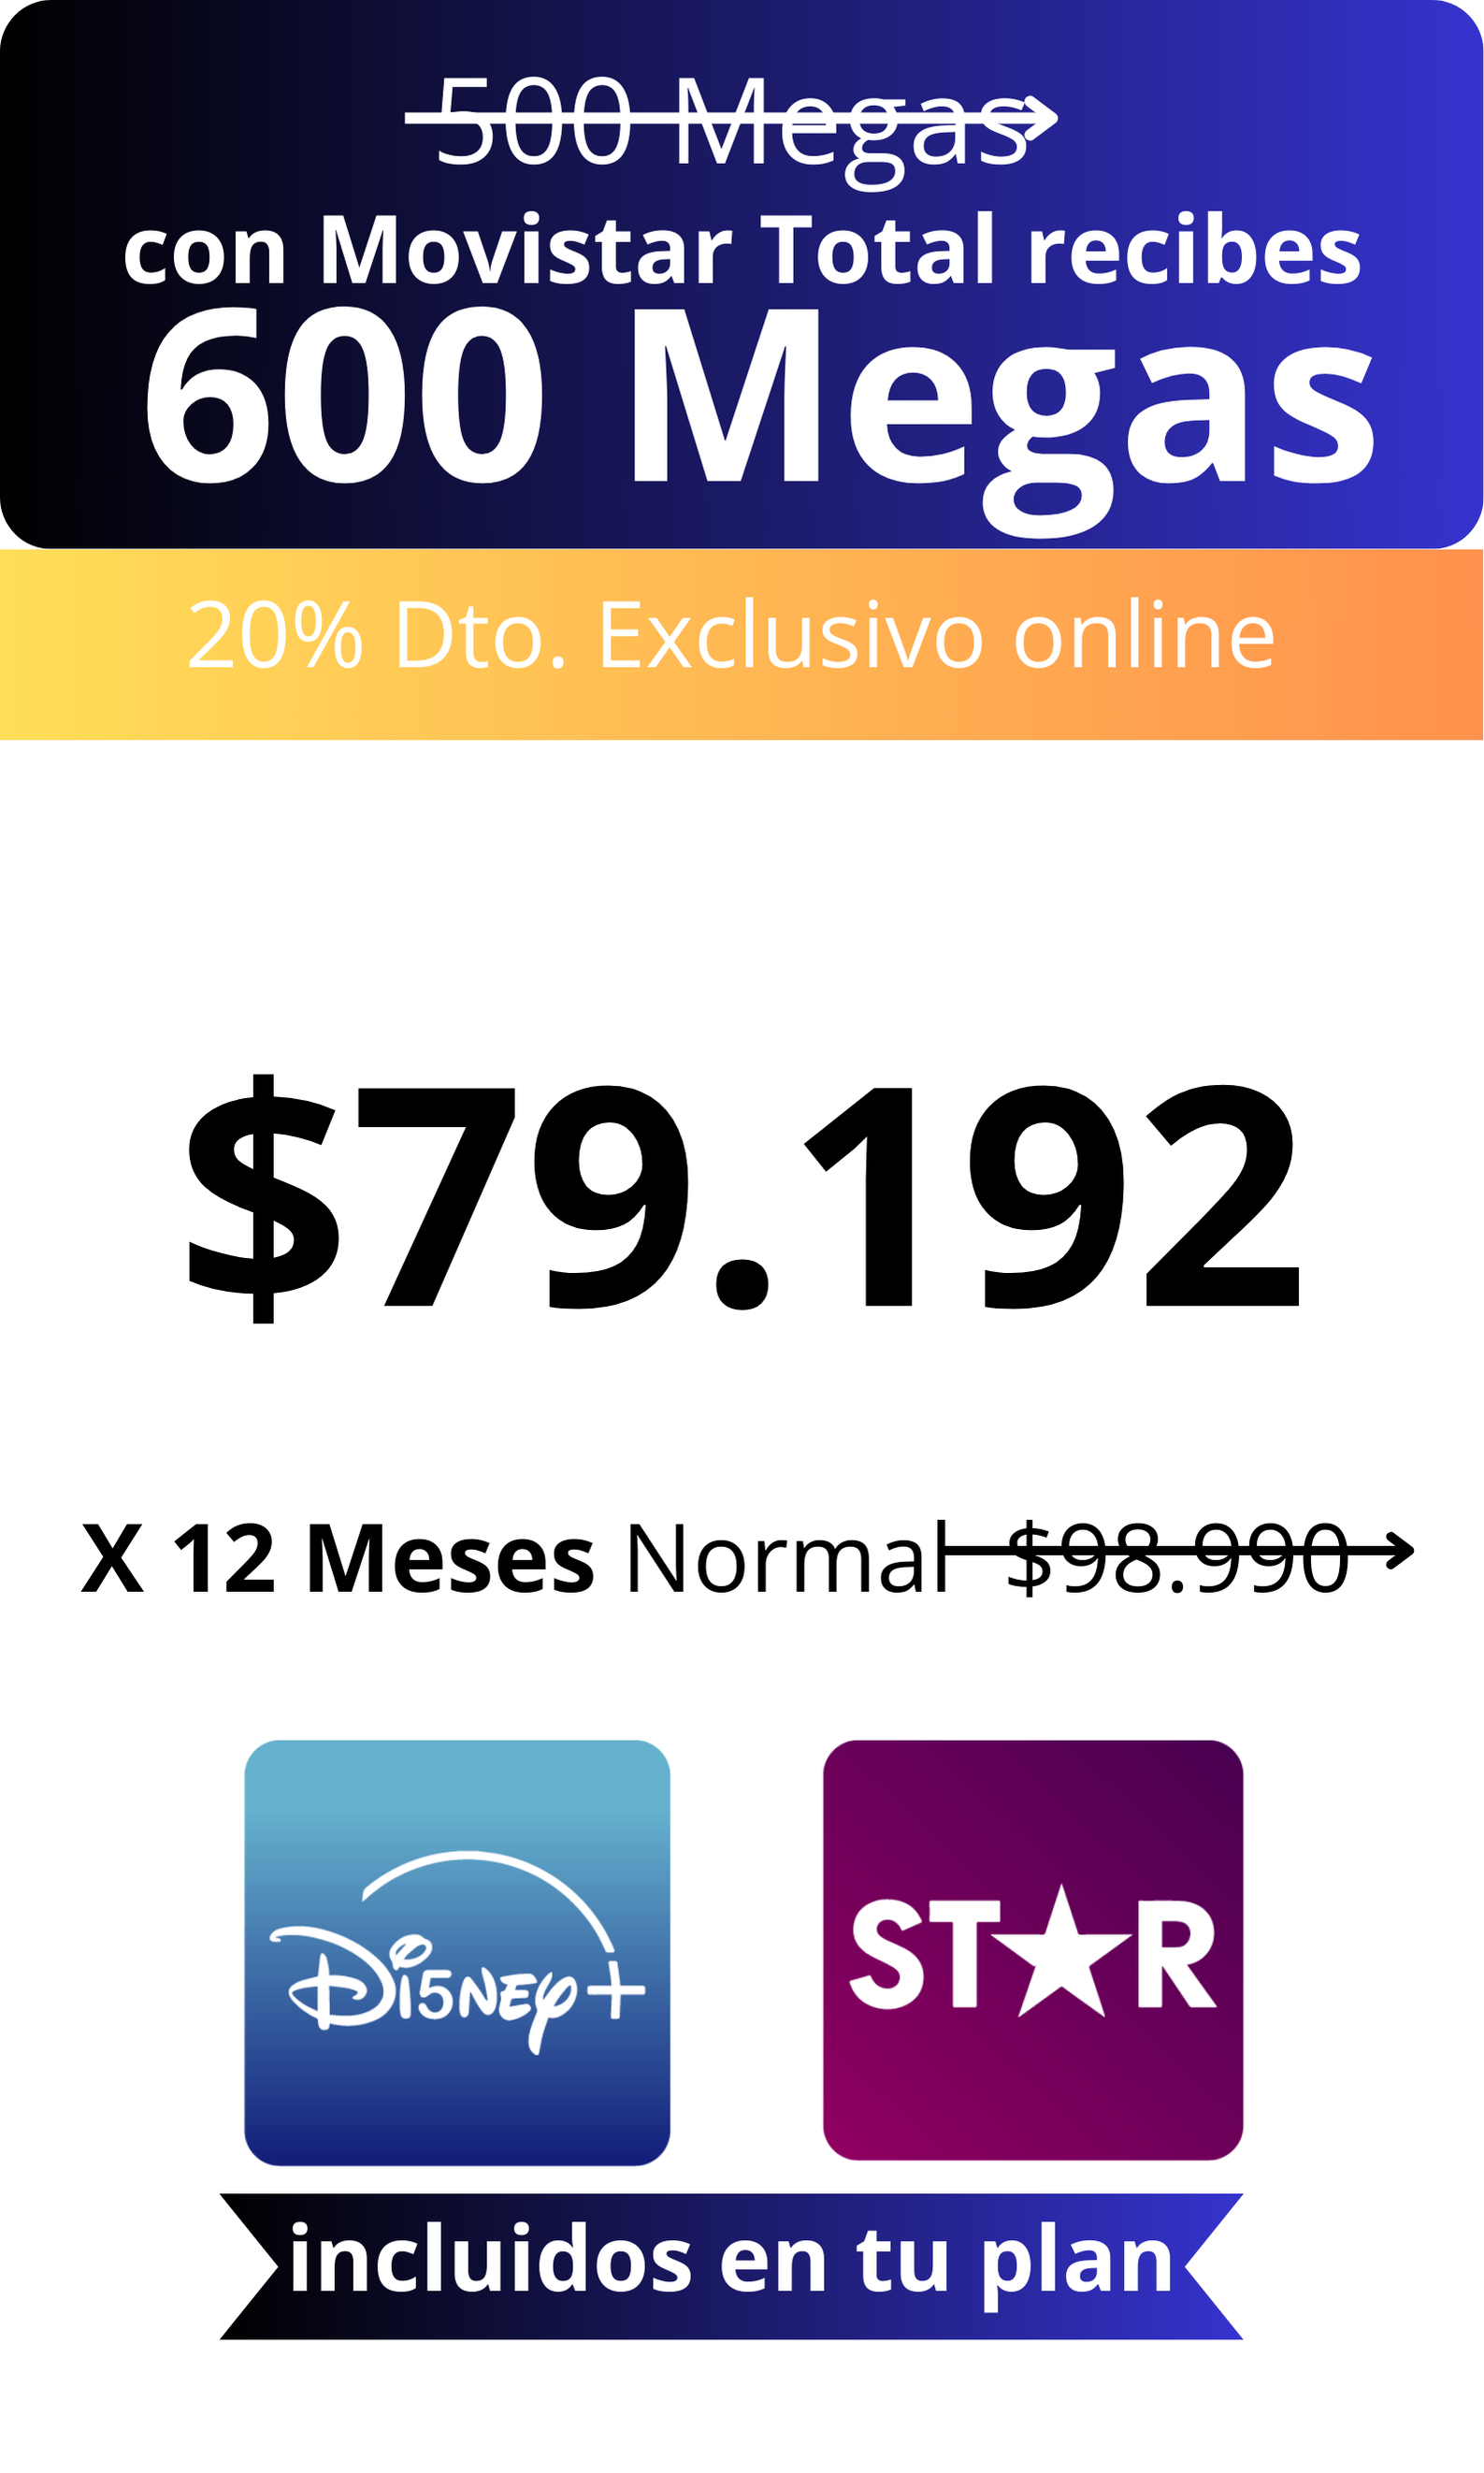 500 Megas
con Movistar Total recibes
600 Megas
20% Dto. Exclusivo online
$79.192
X 12 Meses Normal $98.990
Disney+ STAR
incluidos en tu plan